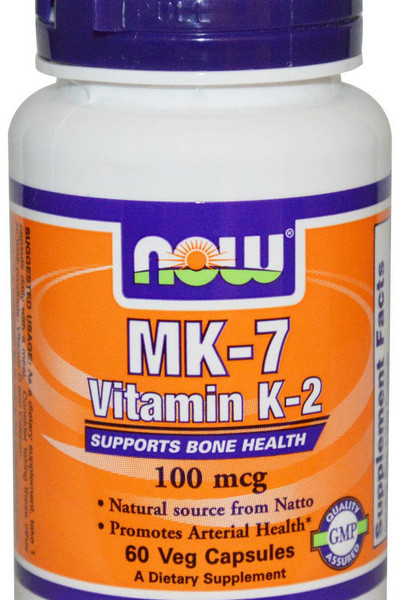 NOW®
MK-7
Vitamin K-2
SUPPORTS BONE HEALTH
100 mcg
• Natural source from Natto
• Promotes Arterial Health*
60 Veg Capsules
A Dietary Supplement
QUALITY
GMP
ASSURED
SUGGESTED USAGE: As a dietary supplement, take 1
Supplement Facts